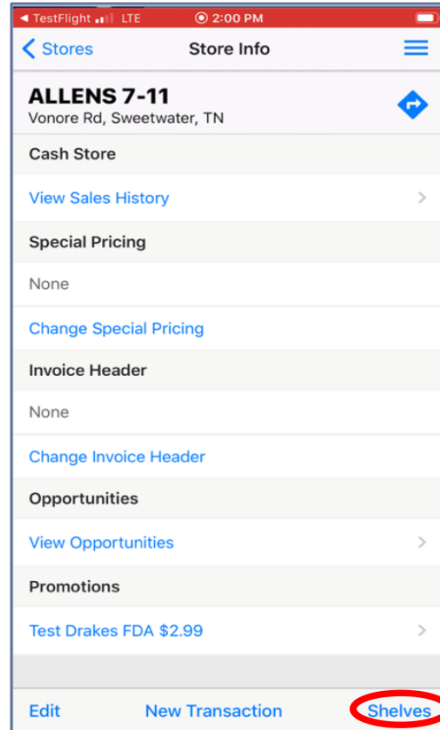 TestFlight LTE 2:00 PM
Stores Store Info
ALLENS 7-11
Vonore Rd, Sweetwater, TN
Cash Store
View Sales History
Special Pricing
None
Change Special Pricing
Invoice Header
None
Change Invoice Header
Opportunities
View Opportunities
Promotions
Test Drakes FDA $2.99
Edit New Transaction Shelves